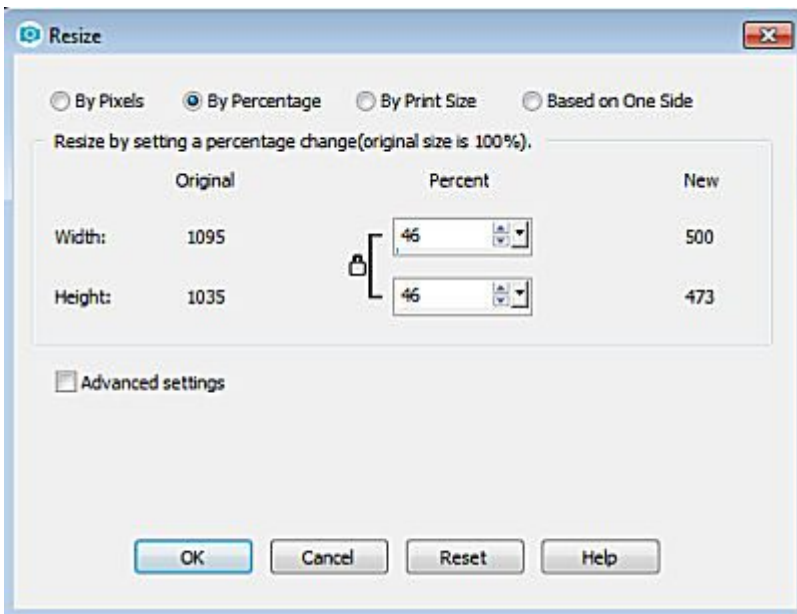 Resize
By Pixels By Percentage By Print Size Based on One Side
Resize by setting a percentage change(original size is 100%).
Original Percent New
Width: 1095 46 500
Height: 1035 46 473
Advanced settings
OK Cancel Reset Help